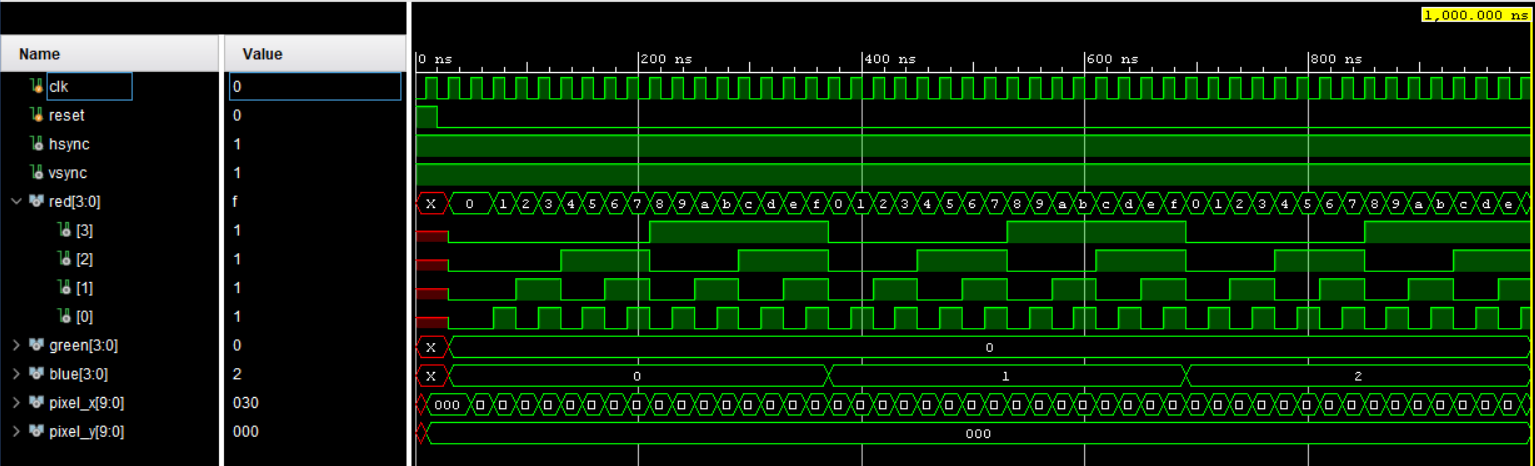 1,000.000 ns
Name Value 0 ns 200 ns 400 ns 600 ns 800 ns
clk 0
reset 0
hsync 1
vsync 1
red[3:0] f X 0 1 2 3 4 5 6 7 8 9 a b c d e f 0 1 2 3 4 5 6 7 8 9 a b c d e f 0 1 2 3 4 5 6 7 8 9 a b c d e
[3] 1
[2] 1
[1] 1
[0] 1
green[3:0] 0 X 0
blue[3:0] 2 X 0 1 2
pixel_x[9:0] 030 000
pixel_y[9:0] 000 000